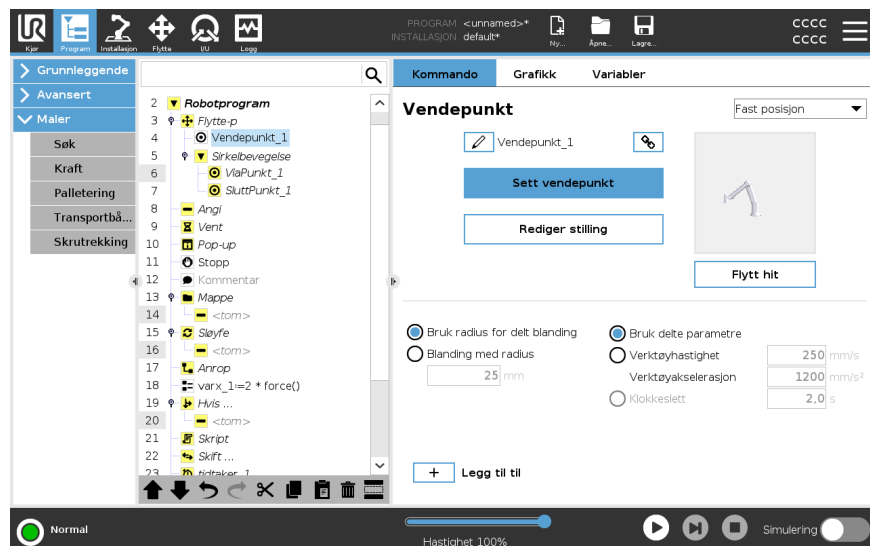 PROGRAM <unnamed>*
INSTALLASJON default*
CCCC
CCCC
Kjør
Program
Installasjon
Flytte
I/U
Logg
Ny...
Åpne...
Lagre...
Grunnleggende
Avansert
Maler
Søk
Kraft
Palletering
Transportbå...
Skrutrekking
2 Robotprogram
3 Flytte-p
4 Vendepunkt_1
5 Sirkelbevegelse
6 ViaPunkt_1
7 SluttPunkt_1
8 Angi
9 Vent
10 Pop-up
11 Stopp
12 Kommentar
13 Mappe
14 <tom>
15 Sløyfe
16 <tom>
17 Anrop
18 varx_1≔2 * force()
19 Hvis ...
20 <tom>
21 Skript
22 Skift ...
23 tidtaker_1
Kommando
Grafikk
Variabler
Vendepunkt
Fast posisjon
Vendepunkt_1
Sett vendepunkt
Rediger stilling
Flytt hit
Bruk radius for delt blanding
Blanding med radius
25 mm
Bruk delte parametre
Verktøyhastighet 250 mm/s
Verktøyakselerasjon 1200 mm/s²
Klokkeslett 2,0 s
+ Legg til til
Normal
Hastighet 100%
Simulering